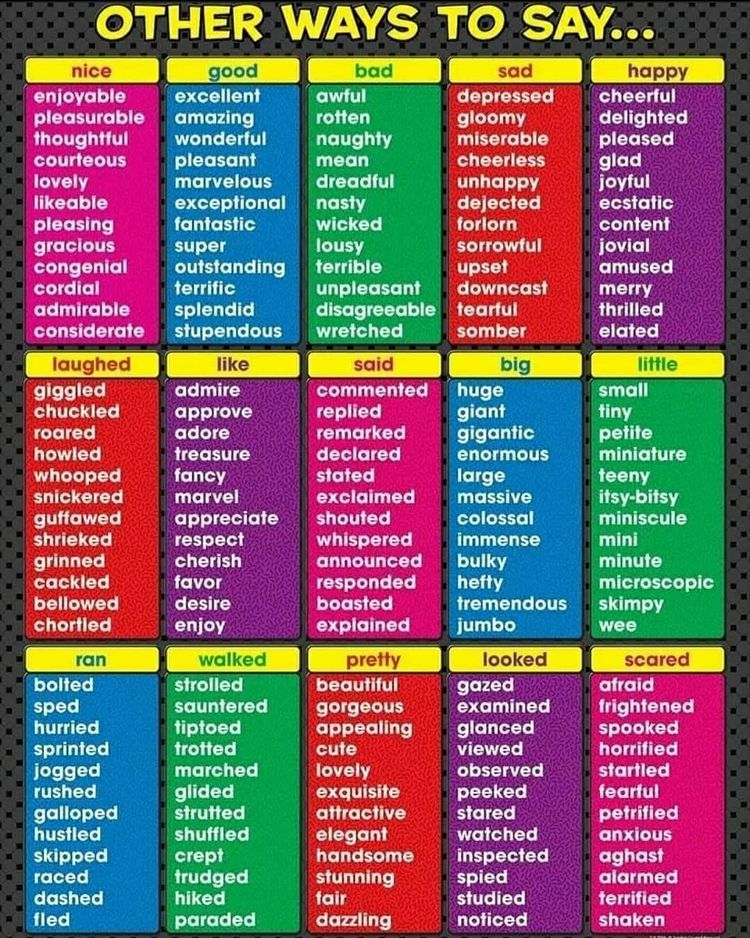 OTHER WAYS TO SAY...
nice
enjoyable
pleasurable
thoughtful
courteous
lovely
likeable
pleasing
gracious
congenial
cordial
admirable
considerate
good
excellent
amazing
wonderful
pleasant
marvelous
exceptional
fantastic
super
outstanding
terrific
splendid
stupendous
bad
awful
rotten
naughty
mean
dreadful
nasty
wicked
lousy
terrible
unpleasant
disagreeable
wretched
sad
depressed
gloomy
miserable
cheerless
unhappy
dejected
forlorn
sorrowful
upset
downcast
tearful
somber
happy
cheerful
delighted
pleased
glad
joyful
ecstatic
content
jovial
amused
merry
thrilled
elated
laughed
giggled
chuckled
roared
howled
whooped
snickered
guffawed
shrieked
grinned
cackled
bellowed
chortled
like
admire
approve
adore
treasure
fancy
marvel
appreciate
respect
cherish
favor
desire
enjoy
said
commented
replied
remarked
declared
stated
exclaimed
shouted
whispered
announced
responded
boasted
explained
big
huge
giant
gigantic
enormous
large
massive
colossal
immense
bulky
hefty
tremendous
jumbo
little
small
tiny
petite
miniature
teeny
itsy-bitsy
miniscule
mini
minute
microscopic
skimpy
wee
ran
bolted
sped
hurried
sprinted
jogged
rushed
galloped
hustled
skipped
raced
dashed
fled
walked
strolled
sauntered
tiptoed
trotted
marched
glided
strutted
shuffled
crept
trudged
hiked
paraded
pretty
beautiful
gorgeous
appealing
cute
lovely
exquisite
attractive
elegant
handsome
stunning
fair
dazzling
looked
gazed
examined
glanced
viewed
observed
peeked
stared
watched
inspected
spied
studied
noticed
scared
afraid
frightened
spooked
horrified
startled
fearful
petrified
anxious
aghast
alarmed
terrified
shaken